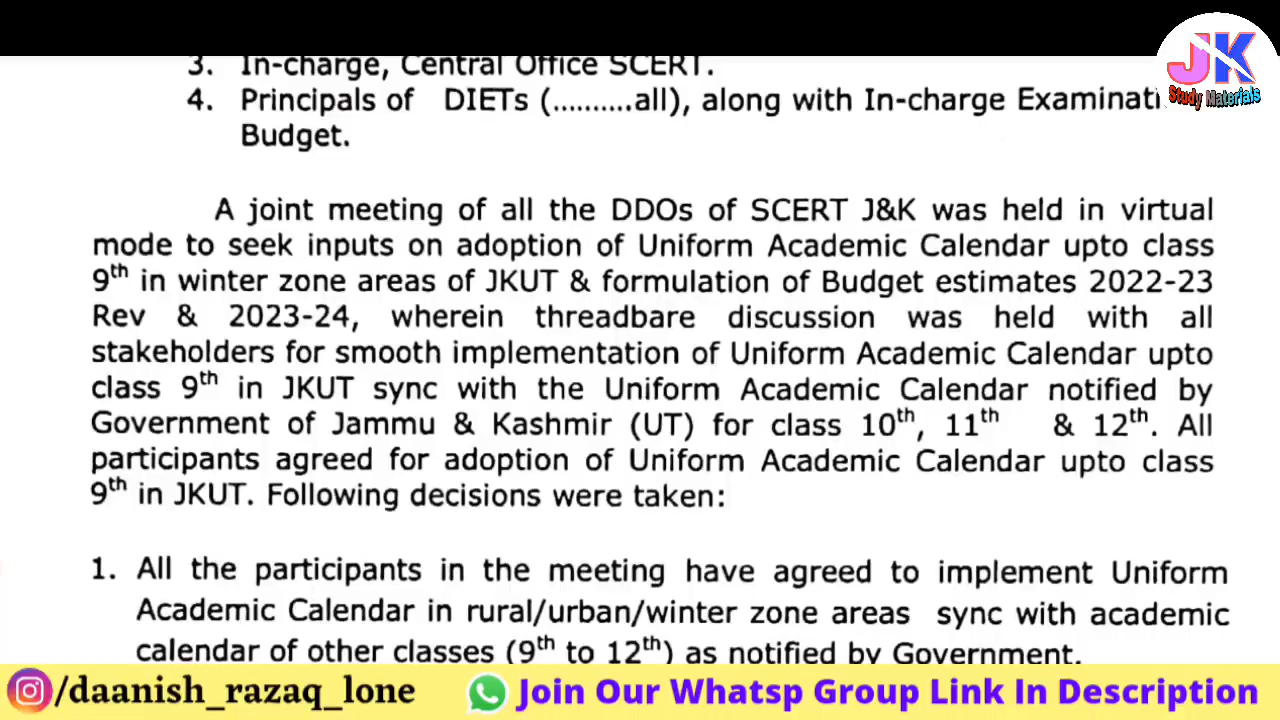 3. In-charge, Central Office SCERT.
4. Principals of DIETs (..........all), along with In-charge
Budget.
A joint meeting of all the DDOs of SCERT J&K was held in virtual
mode to seek inputs on adoption of Uniform Academic Calendar upto class
9th in winter zone areas of JKUT & formulation of Budget estimates 2022-23
Rev & 2023-24, wherein threadbare discussion was held with all
stakeholders for smooth implementation of Uniform Academic Calendar upto
class 9th in JKUT sync with the Uniform Academic Calendar notified by
Government of Jammu & Kashmir (UT) for class 10th, 11th & 12th. All
participants agreed for adoption of Uniform Academic Calendar upto class
9th in JKUT. Following decisions were taken:
1. All the participants in the meeting have agreed to implement Uniform
Academic Calendar in rural/urban/winter zone areas sync with academic
calendar of other classes (9th to 12th) as notified by Government.
JK
Study Materials
/daanish_razaq_lone
Join Our Whatsp Group Link In Description